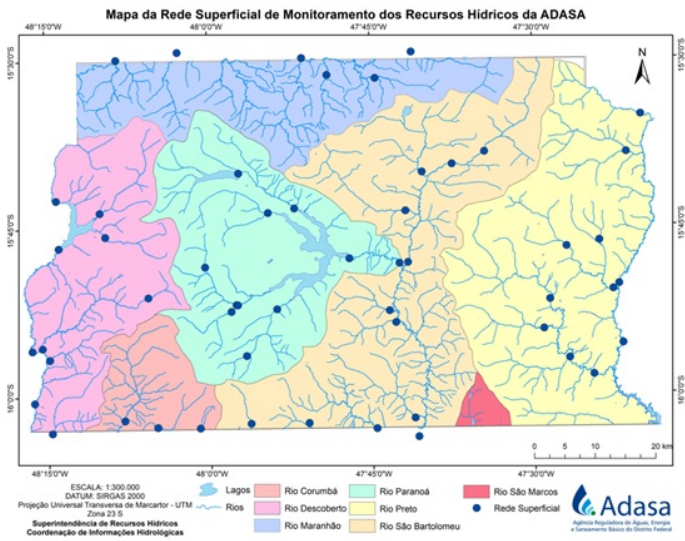 Mapa da Rede Superficial de Monitoramento dos Recursos Hídricos da ADASA
48°15'0"W 48°0'0"W 47°45'0"W 47°30'0"W
15°30'0"S 15°30'0"S
N
15°45'0"S 15°45'0"S
16°0'0"S 16°0'0"S
0 5 10 20 km
48°15'0"W 48°0'0"W 47°45'0"W 47°30'0"W
ESCALA: 1:300.000
DATUM: SIRGAS 2000
Projeção Universal Transversa de Marcartor - UTM
Zona 23 S
Superintendência de Recursos Hídricos
Coordenação de Informações Hidrológicas
Lagos
Rios
Rio Corumbá
Rio Descoberto
Rio Maranhão
Rio Paranoá
Rio Preto
Rio São Bartolomeu
Rio São Marcos
Rede Superficial
Adasa
Agência Reguladora de Águas, Energia
e Saneamento Básico do Distrito Federal